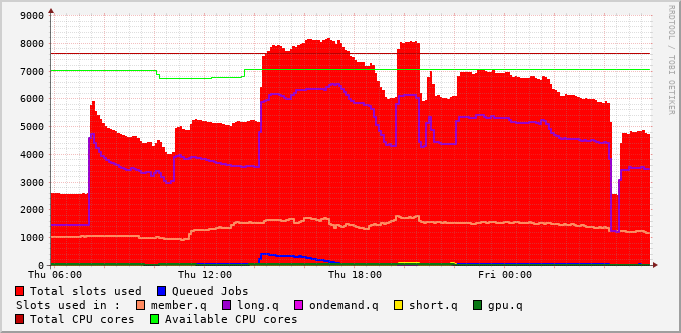 9000
8000
7000
6000
5000
4000
3000
2000
1000
0
Thu 06:00 Thu 12:00 Thu 18:00 Fri 00:00
Total slots used Queued Jobs
Slots used in : member.q long.q ondemand.q short.q gpu.q
Total CPU cores Available CPU cores
RRDTOOL / TOBI OETIKER